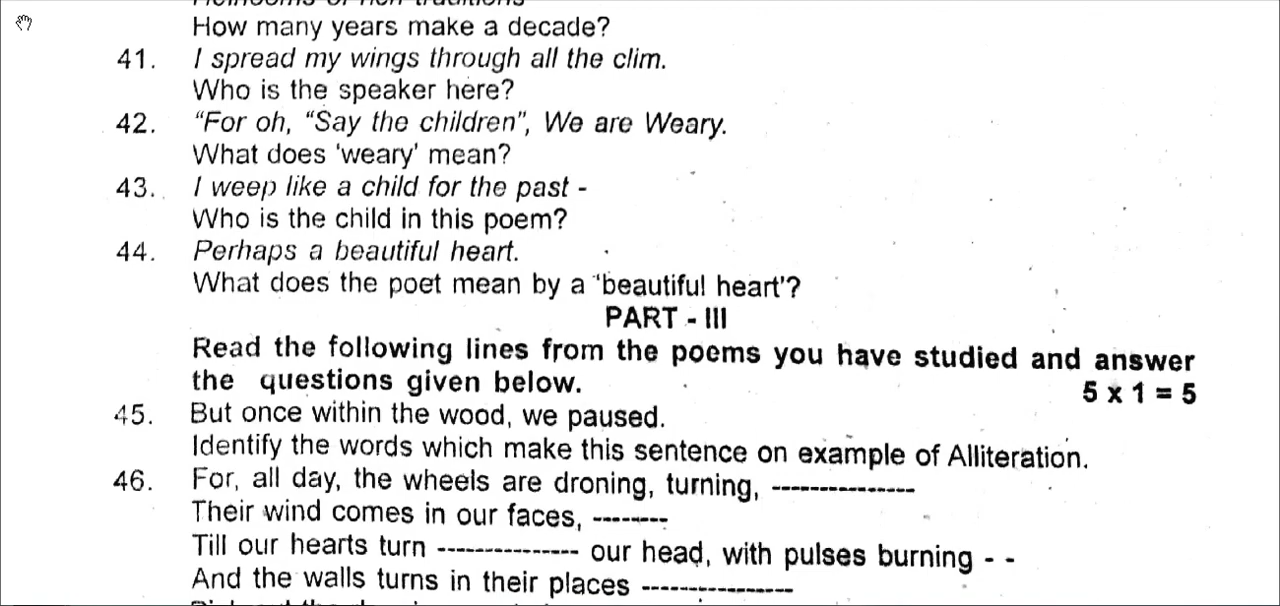 How many years make a decade?
41. I spread my wings through all the clim.
Who is the speaker here?
42. “For oh, “Say the children”, We are Weary.
What does ‘weary’ mean?
43. I weep like a child for the past -
Who is the child in this poem?
44. Perhaps a beautiful heart.
What does the poet mean by a ‘beautiful heart’?
PART - III
Read the following lines from the poems you have studied and answer
the questions given below. 5 x 1 = 5
45. But once within the wood, we paused.
Identify the words which make this sentence on example of Alliteration.
46. For, all day, the wheels are droning, turning, ---------------
Their wind comes in our faces, --------
Till our hearts turn --------------- our head, with pulses burning - -
And the walls turns in their places ----------------